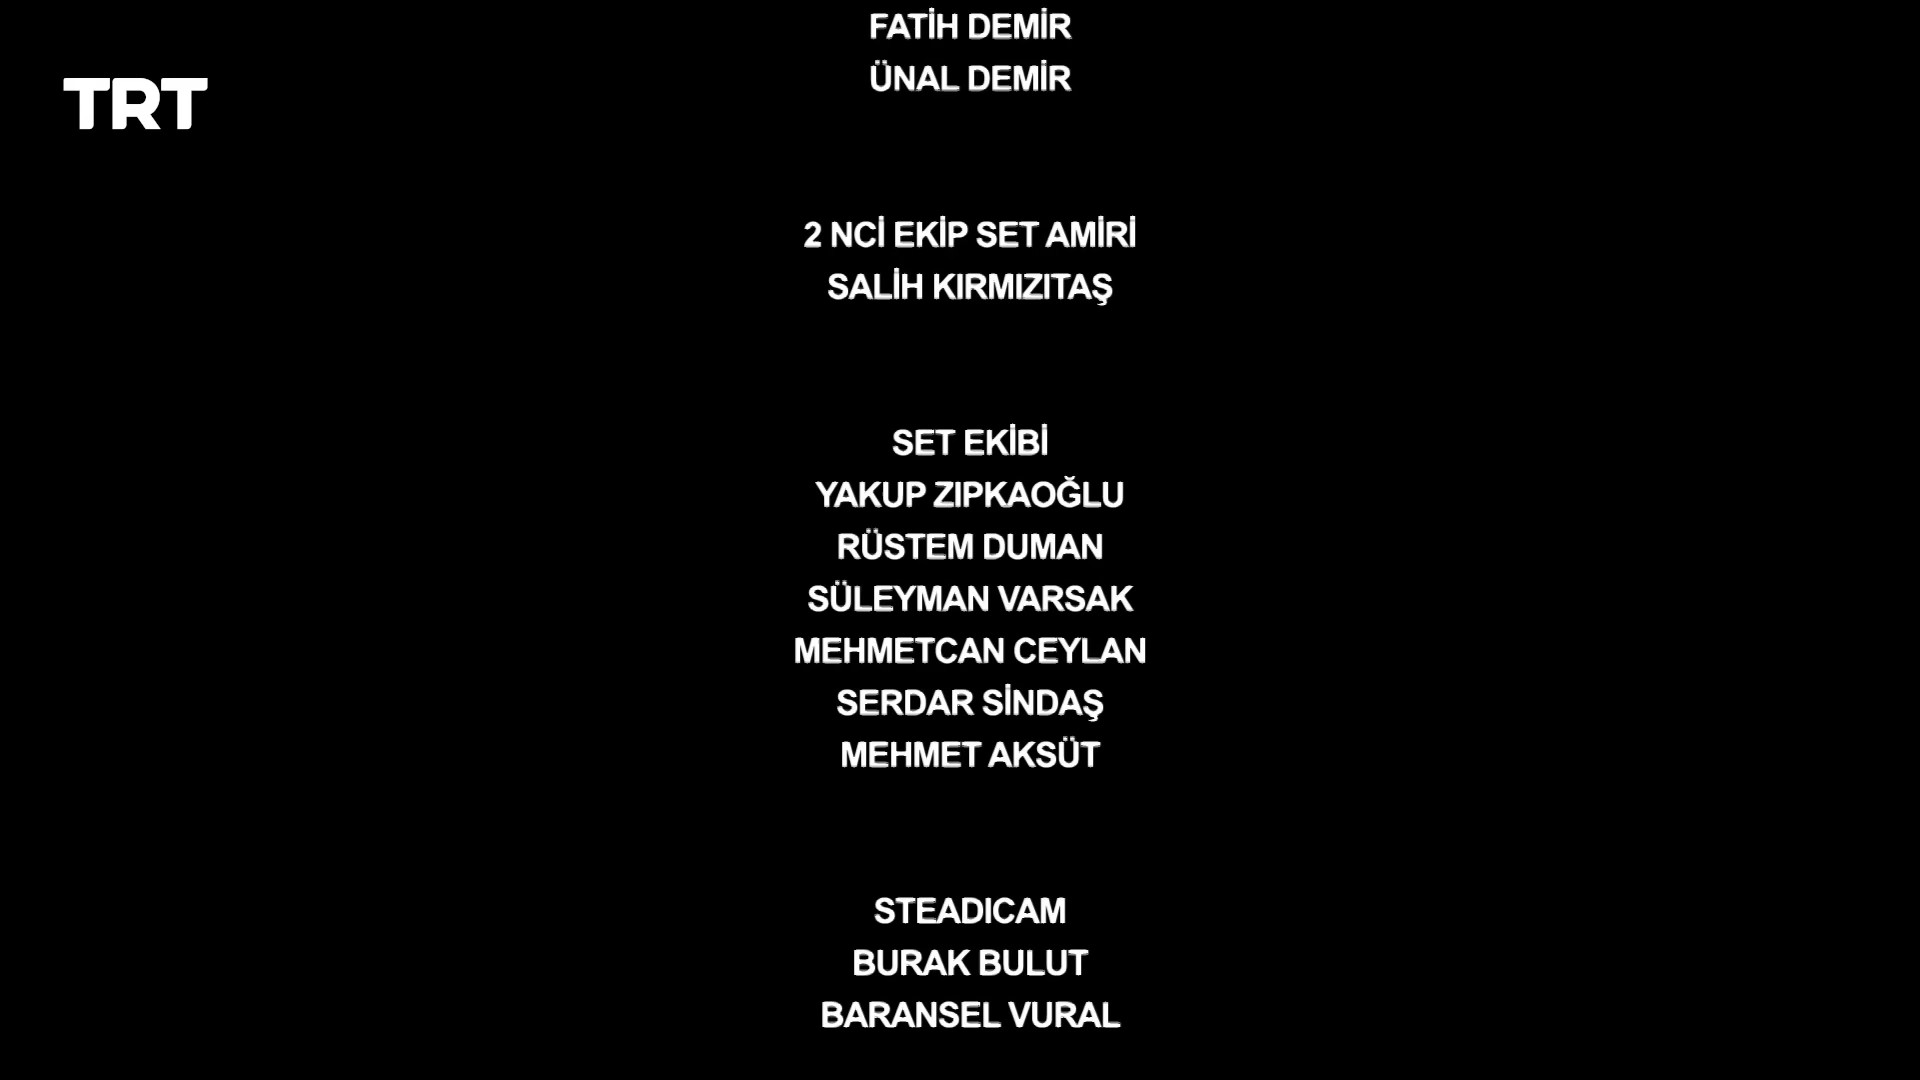 FATİH DEMİR
ÜNAL DEMİR
TRT
2 NCİ EKİP SET AMİRİ
SALİH KIRMIZITAŞ
SET EKİBİ
YAKUP ZIPKAOĞLU
RÜSTEM DUMAN
SÜLEYMAN VARSAK
MEHMETCAN CEYLAN
SERDAR SİNDAŞ
MEHMET AKSÜT
STEADICAM
BURAK BULUT
BARANSEL VURAL